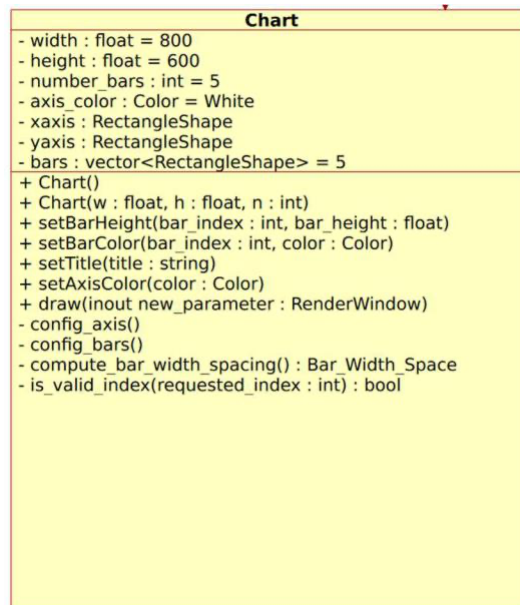 Chart
- width : float = 800
- height : float = 600
- number_bars : int = 5
- axis_color : Color = White
- xaxis : RectangleShape
- yaxis : RectangleShape
- bars : vector<RectangleShape> = 5
+ Chart()
+ Chart(w : float, h : float, n : int)
+ setBarHeight(bar_index : int, bar_height : float)
+ setBarColor(bar_index : int, color : Color)
+ setTitle(title : string)
+ setAxisColor(color : Color)
+ draw(inout new_parameter : RenderWindow)
- config_axis()
- config_bars()
- compute_bar_width_spacing() : Bar_Width_Space
- is_valid_index(requested_index : int) : bool